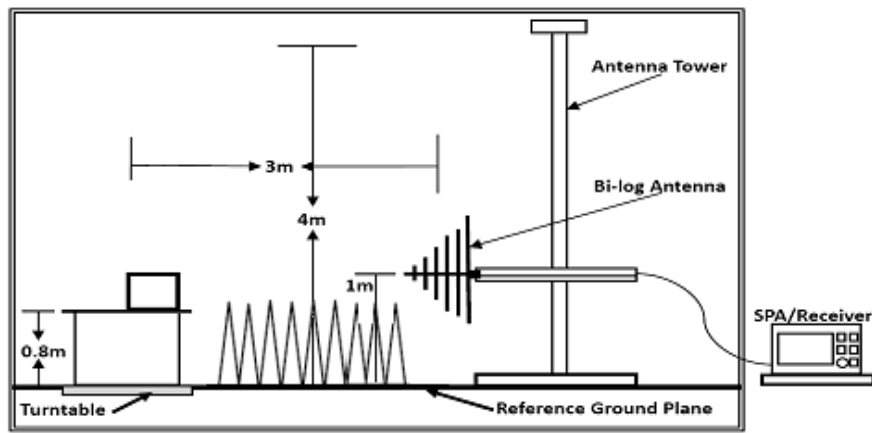 Antenna Tower
3m
Bi-log Antenna
4m
1m
SPA/Receiver
0.8m
Turntable
Reference Ground Plane